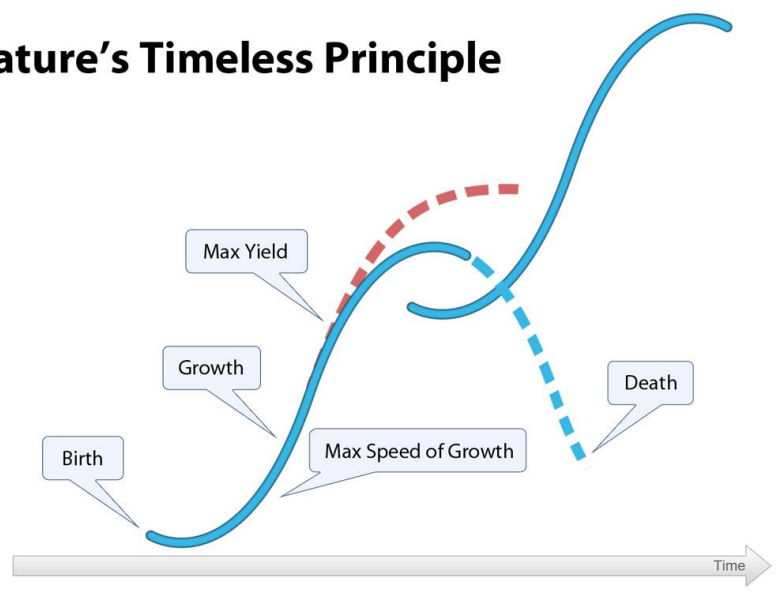 ature's Timeless Principle
Max Yield
Growth
Death
Max Speed of Growth
Birth
Time